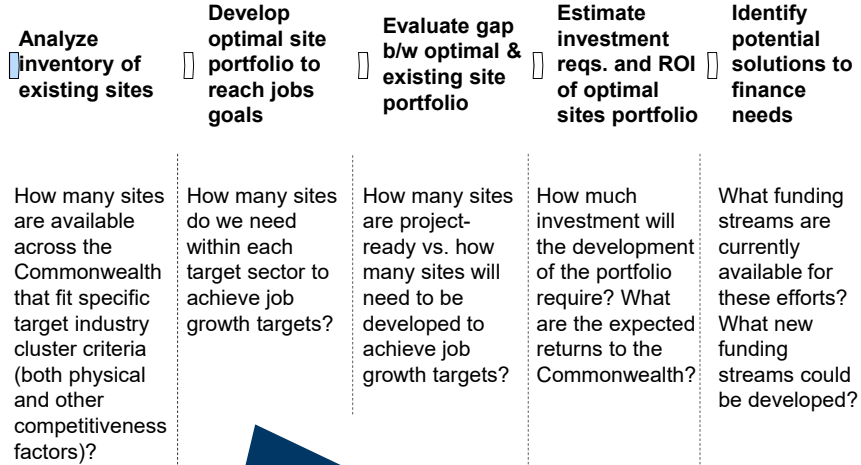 Analyze
inventory of
existing sites
Develop
optimal site
portfolio to
reach jobs
goals
Evaluate gap
b/w optimal &
existing site
portfolio
Estimate
investment
reqs. and ROI
of optimal
sites portfolio
Identify
potential
solutions to
finance
needs
How many sites
are available
across the
Commonwealth
that fit specific
target industry
cluster criteria
(both physical
and other
competitiveness
factors)?
How many sites
do we need
within each
target sector to
achieve job
growth targets?
How many sites
are project-
ready vs. how
many sites will
need to be
developed to
achieve job
growth targets?
How much
investment will
the development
of the portfolio
require? What
are the expected
returns to the
Commonwealth?
What funding
streams are
currently
available for
these efforts?
What new
funding
streams could
be developed?